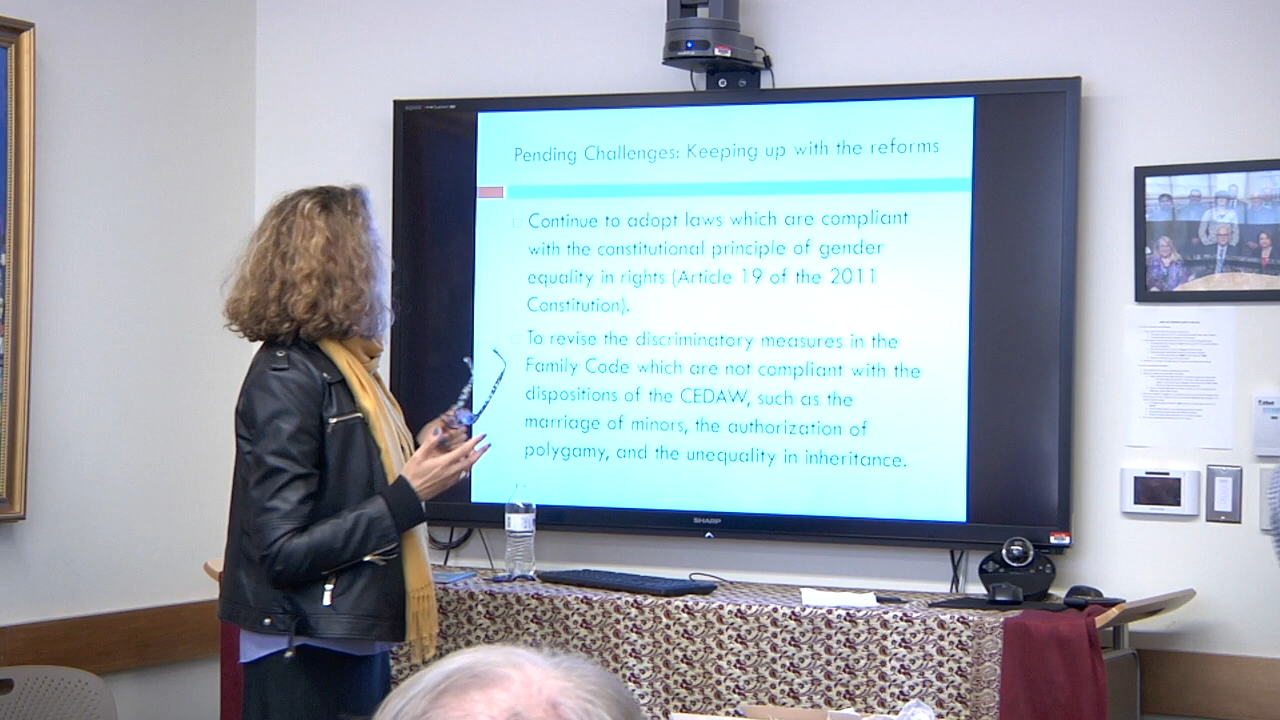 Pending Challenges: Keeping up with the reforms
Continue to adopt laws which are compliant
with the constitutional principle of gender
equality in rights (Article 19 of the 2011
Constitution).
To revise the discriminatory measures in the
Family Code which are not compliant with the
dispositions of the CEDAW, such as the
marriage of minors, the authorization of
polygamy, and the unequality in inheritance.
SHARP